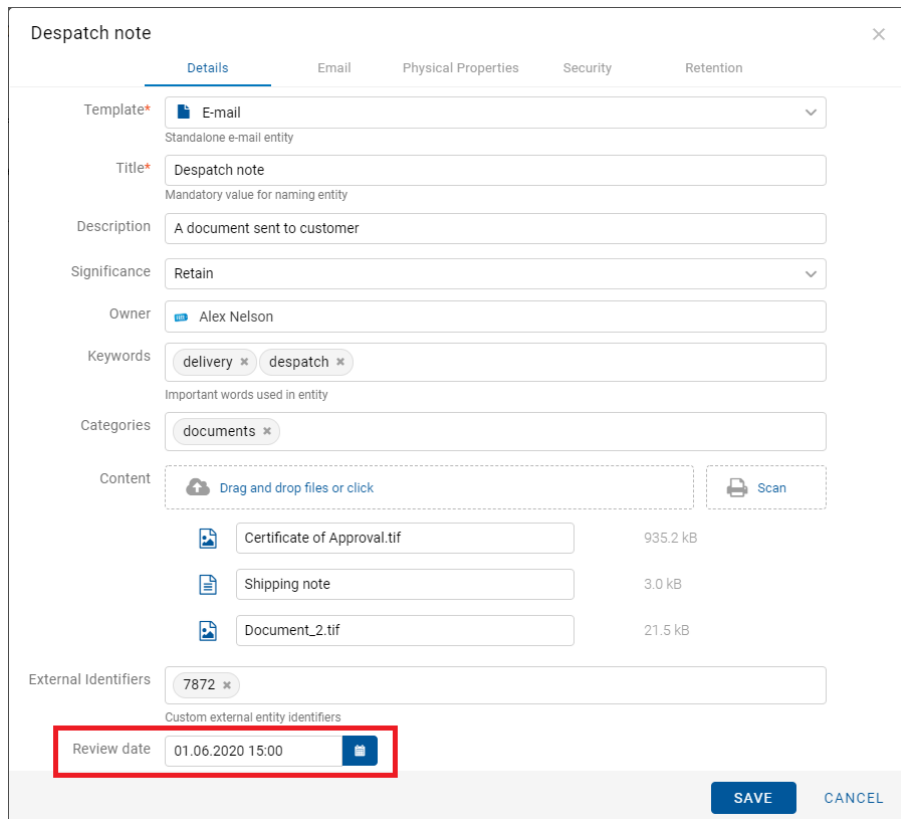 Despatch note
Details Email Physical Properties Security Retention
Template* E-mail
Standalone e-mail entity
Title* Despatch note
Mandatory value for naming entity
Description A document sent to customer
Significance Retain
Owner Alex Nelson
Keywords delivery despatch
Important words used in entity
Categories documents
Content Drag and drop files or click Scan
Certificate of Approval.tif 935.2 kB
Shipping note 3.0 kB
Document_2.tif 21.5 kB
External Identifiers 7872
Custom external entity identifiers
Review date 01.06.2020 15:00
SAVE CANCEL